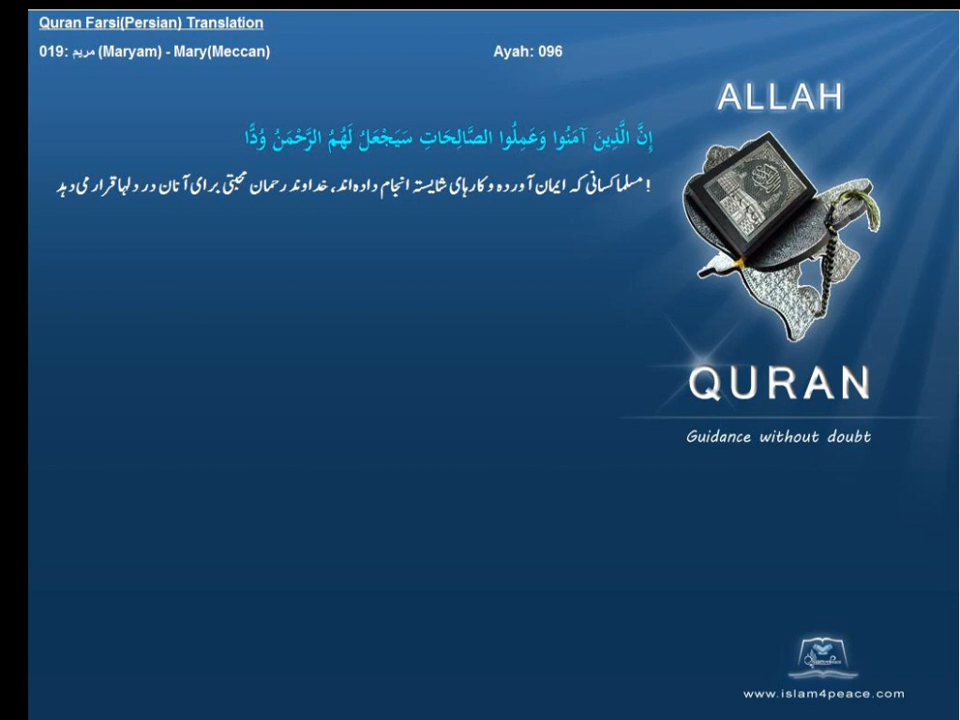 Quran Farsi(Persian) Translation
019: مريم (Maryam) - Mary(Meccan) Ayah: 096
ALLAH
إِنَّ الَّذِينَ آمَنُوا وَعَمِلُوا الصَّالِحَاتِ سَيَجْعَلُ لَهُمُ الرَّحْمَنُ وُدًّا
! مسلما کسانی که ایمان آورده و کارهای شایسته انجام داده‌اند، خداوند رحمان محبتی برای آنان در دلها قرار می‌دهد
QURAN
Guidance without doubt
www.islam4peace.com